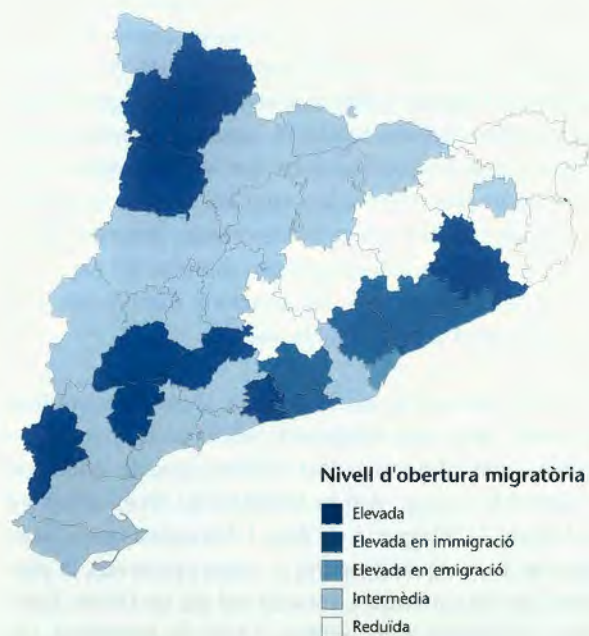 Nivell d'obertura migratòria
Elevada
Elevada en immigració
Elevada en emigració
Intermèdia
Reduïda